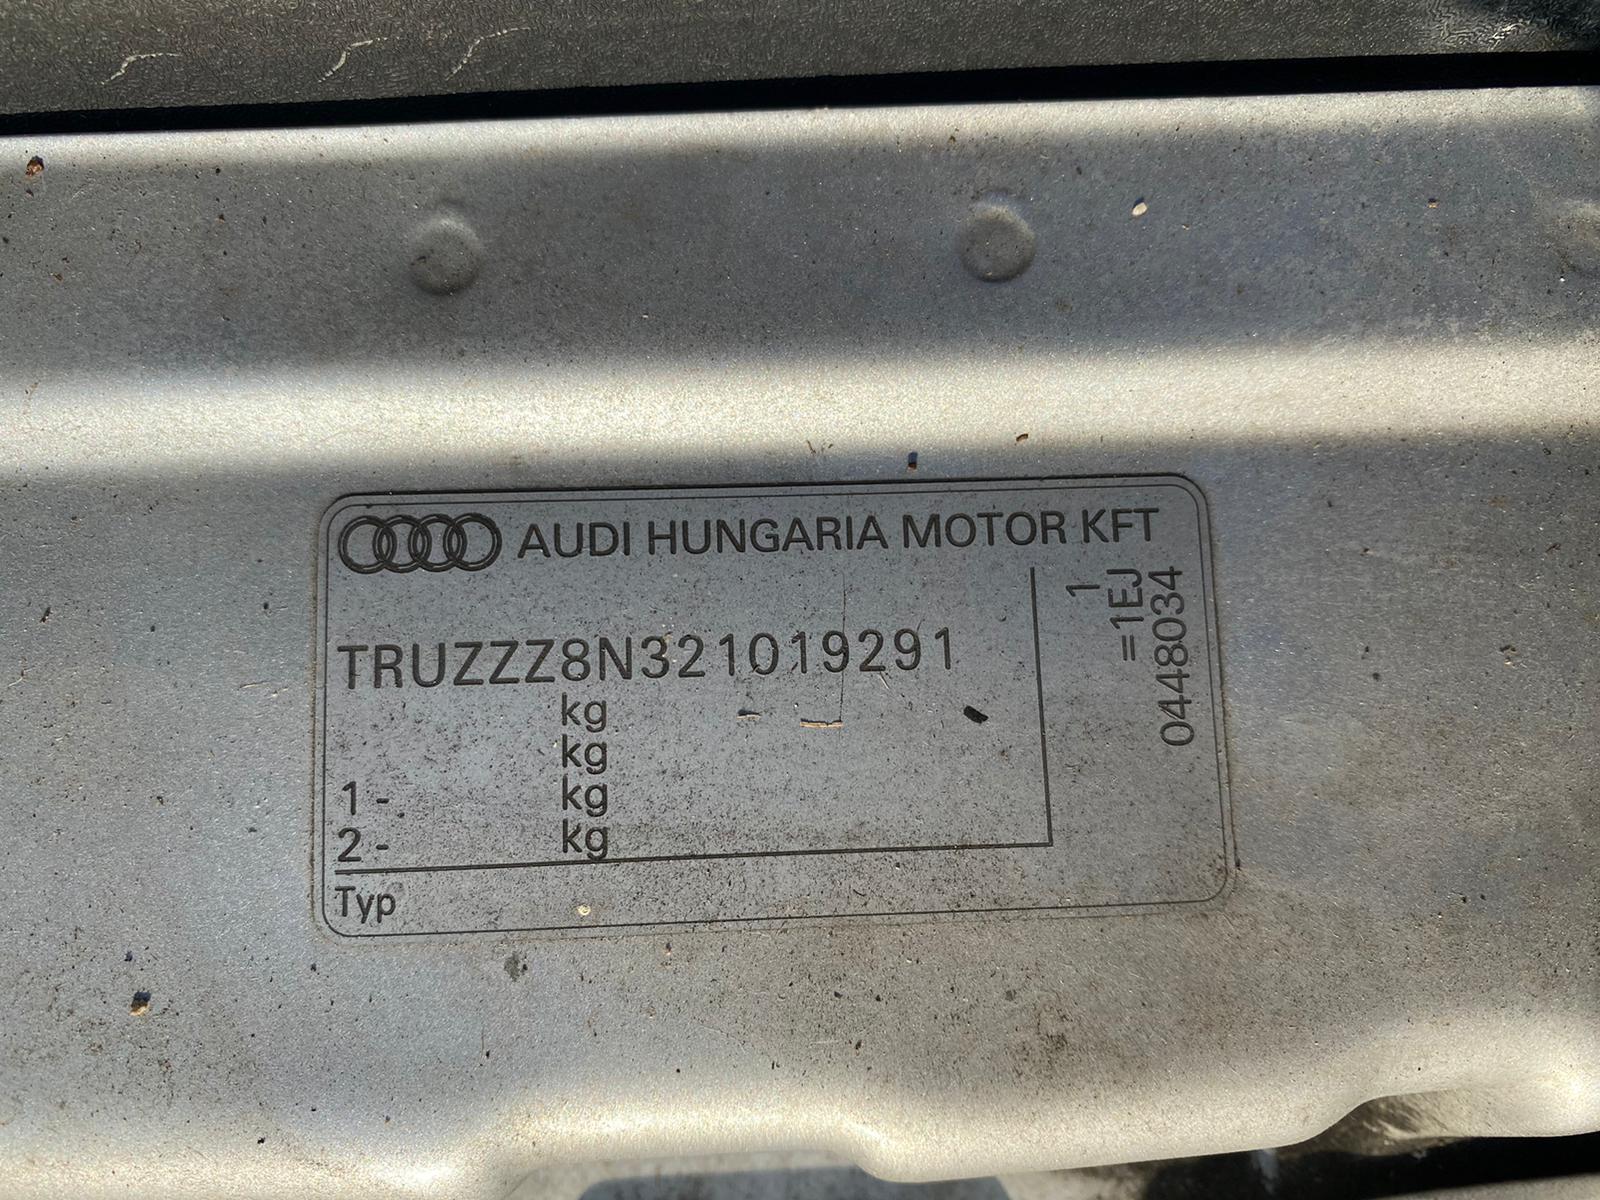 AUDI HUNGARIA MOTOR KFT
TRUZZZ8N321019291
kg
kg
1 - kg
2 - kg
Typ
1
=1EJ
0448034